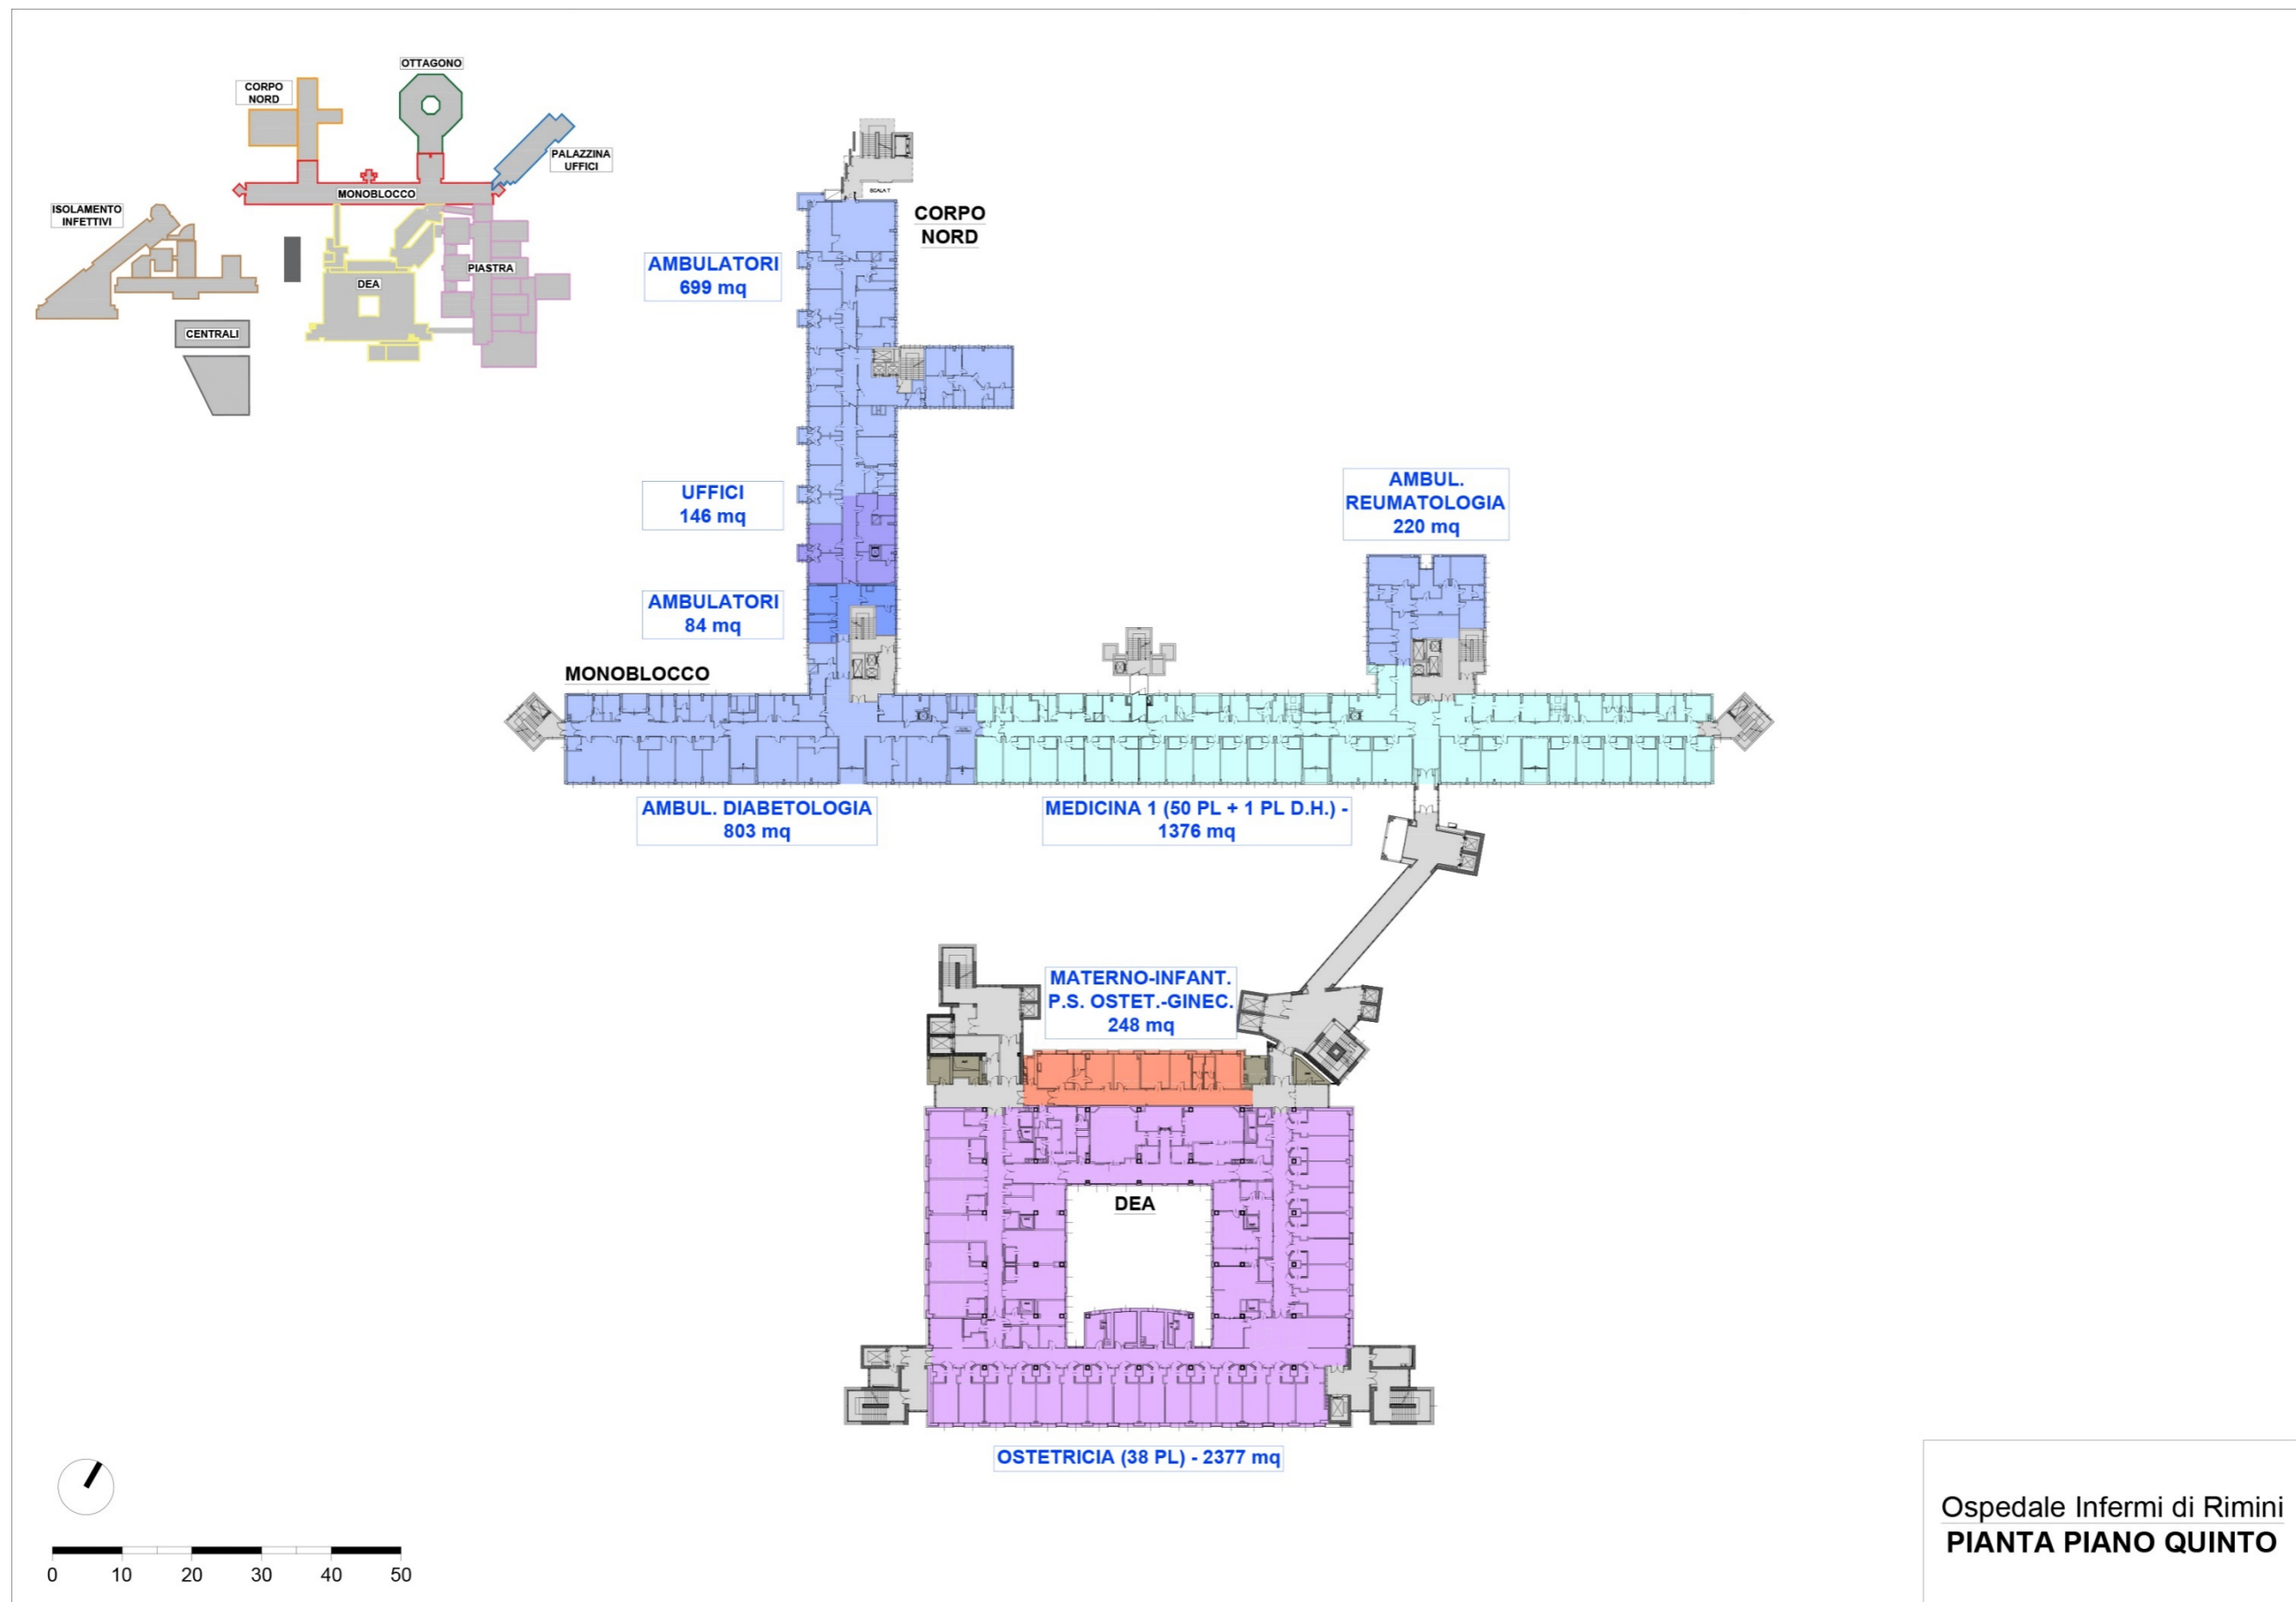 OTTAGONO
CORPO
NORD
PALAZZINA
UFFICI
MONOBLOCCO
ISOLAMENTO
INFETTIVI
PIASTRA
DEA
CENTRALI
SCALA T
CORPO
NORD
AMBULATORI
699 mq
UFFICI
146 mq
AMBUL.
REUMATOLOGIA
220 mq
AMBULATORI
84 mq
MONOBLOCCO
AMBUL. DIABETOLOGIA
803 mq
MEDICINA 1 (50 PL + 1 PL D.H.) -
1376 mq
MATERNO-INFANT.
P.S. OSTET.-GINEC.
248 mq
DEA
OSTETRICIA (38 PL) - 2377 mq
0 10 20 30 40 50
Ospedale Infermi di Rimini
PIANTA PIANO QUINTO